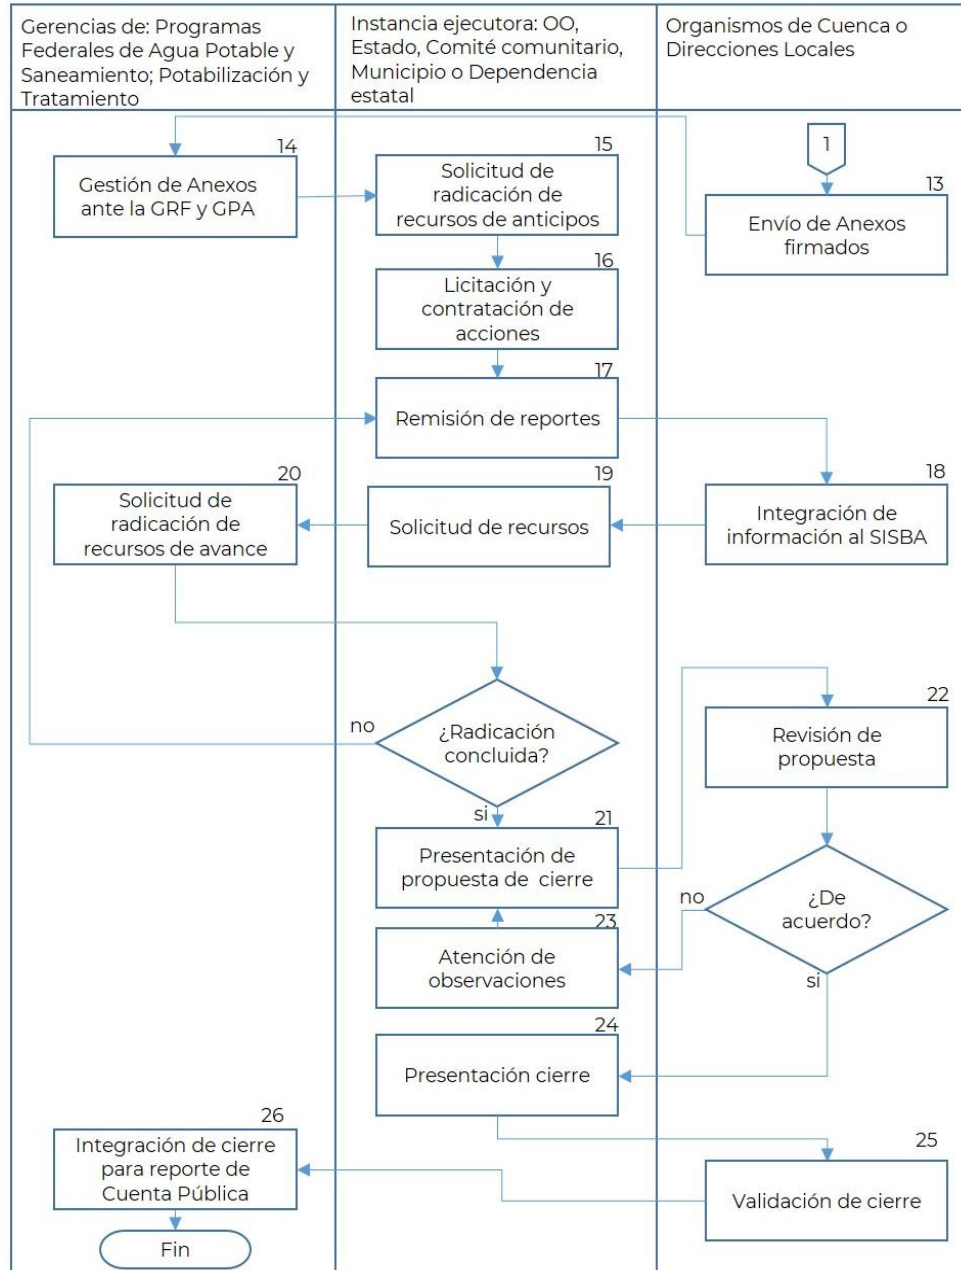 Gerencias de: Programas
Federales de Agua Potable y
Saneamiento; Potabilización y
Tratamiento
Instancia ejecutora: OO,
Estado, Comité comunitario,
Municipio o Dependencia
estatal
Organismos de Cuenca o
Direcciones Locales
1
13
Envío de Anexos
firmados
14
Gestión de Anexos
ante la GRF y GPA
15
Solicitud de
radicación de
recursos de anticipos
16
Licitación y
contratación de
acciones
17
Remisión de reportes
18
Integración de
información al SISBA
19
Solicitud de recursos
20
Solicitud de
radicación de
recursos de avance
¿Radicación
concluida?
no
si
21
Presentación de
propuesta de cierre
22
Revisión de
propuesta
¿De
acuerdo?
no
si
23
Atención de
observaciones
24
Presentación cierre
25
Validación de cierre
26
Integración de cierre
para reporte de
Cuenta Pública
Fin